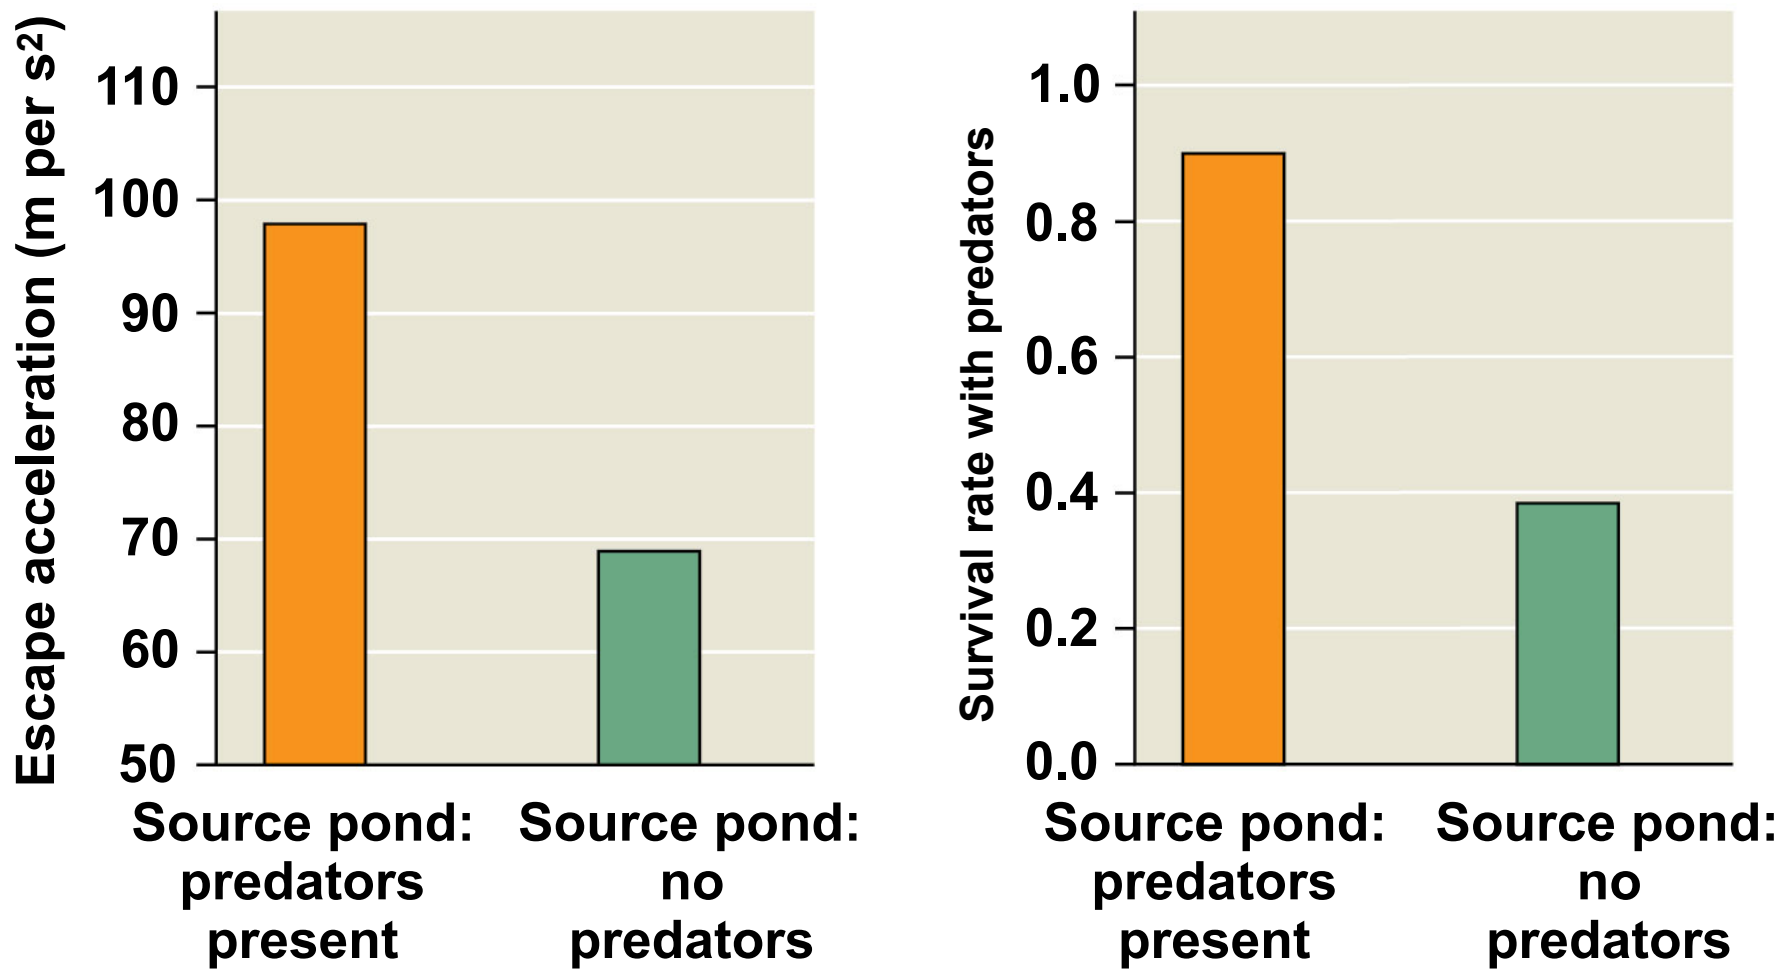 Escape acceleration (m per s²)
110
100
90
80
70
60
50
Source pond:
predators
present
Source pond:
no
predators
Survival rate with predators
1.0
0.8
0.6
0.4
0.2
0.0
Source pond:
predators
present
Source pond:
no
predators